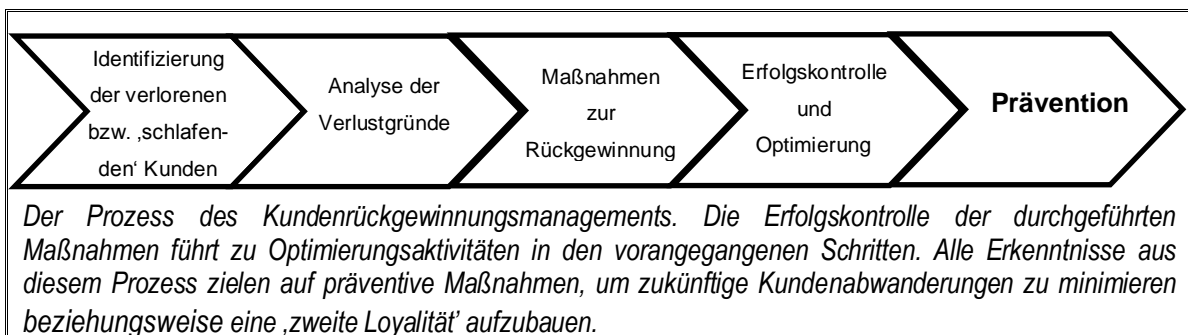 Identifizierung
der verlorenen
bzw. ‚schlafen-
den‘ Kunden
Analyse der
Verlustgründe
Maßnahmen
zur
Rückgewinnung
Erfolgskontrolle
und
Optimierung
Prävention
Der Prozess des Kundenrückgewinnungsmanagements. Die Erfolgskontrolle der durchgeführten
Maßnahmen führt zu Optimierungsaktivitäten in den vorangegangenen Schritten. Alle Erkenntnisse aus
diesem Prozess zielen auf präventive Maßnahmen, um zukünftige Kundenabwanderungen zu minimieren
beziehungsweise eine ‚zweite Loyalität’ aufzubauen.